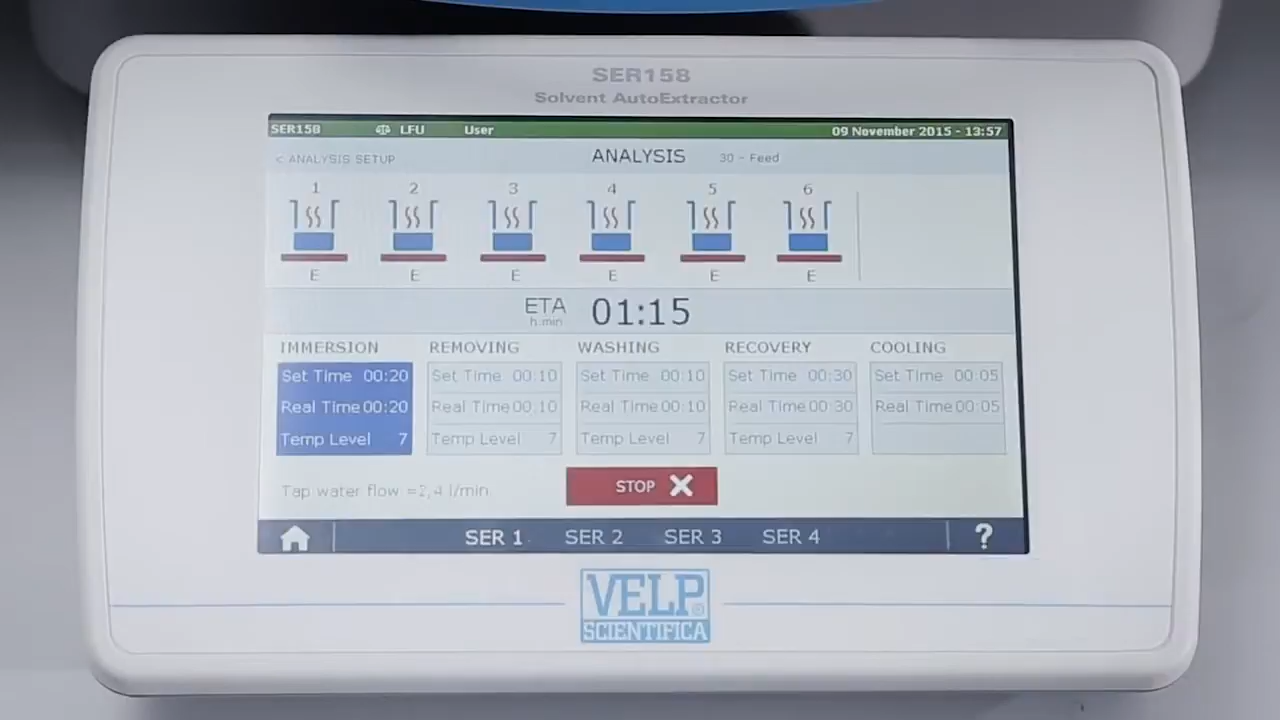 SER158
Solvent AutoExtractor
SER158 LFU User 09 November 2015 - 13:57
< ANALYSIS SETUP ANALYSIS 30 - Feed
1 2 3 4 5 6
E E E E E E
ETA h:min 01:15
IMMERSION REMOVING WASHING RECOVERY COOLING
Set Time 00:20 Set Time 00:10 Set Time 00:10 Set Time 00:30 Set Time 00:05
Real Time 00:20 Real Time 00:10 Real Time 00:10 Real Time 00:30 Real Time 00:05
Temp Level 7 Temp Level 7 Temp Level 7 Temp Level 7
Tap water flow =2,4 l/min STOP X
SER 1 SER 2 SER 3 SER 4 ?
VELP®
SCIENTIFICA